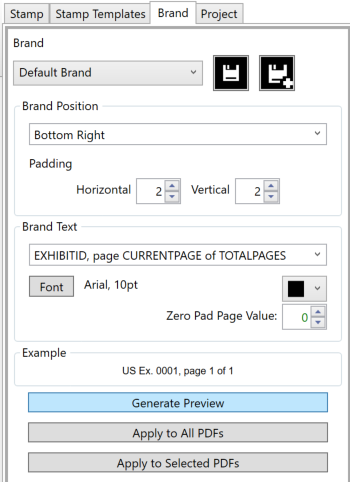 Stamp Stamp Templates Brand Project
Brand
Default Brand
Brand Position
Bottom Right
Padding
Horizontal 2 Vertical 2
Brand Text
EXHIBITID, page CURRENTPAGE of TOTALPAGES
Font Arial, 10pt
Zero Pad Page Value: 0
Example
US Ex. 0001, page 1 of 1
Generate Preview
Apply to All PDFs
Apply to Selected PDFs